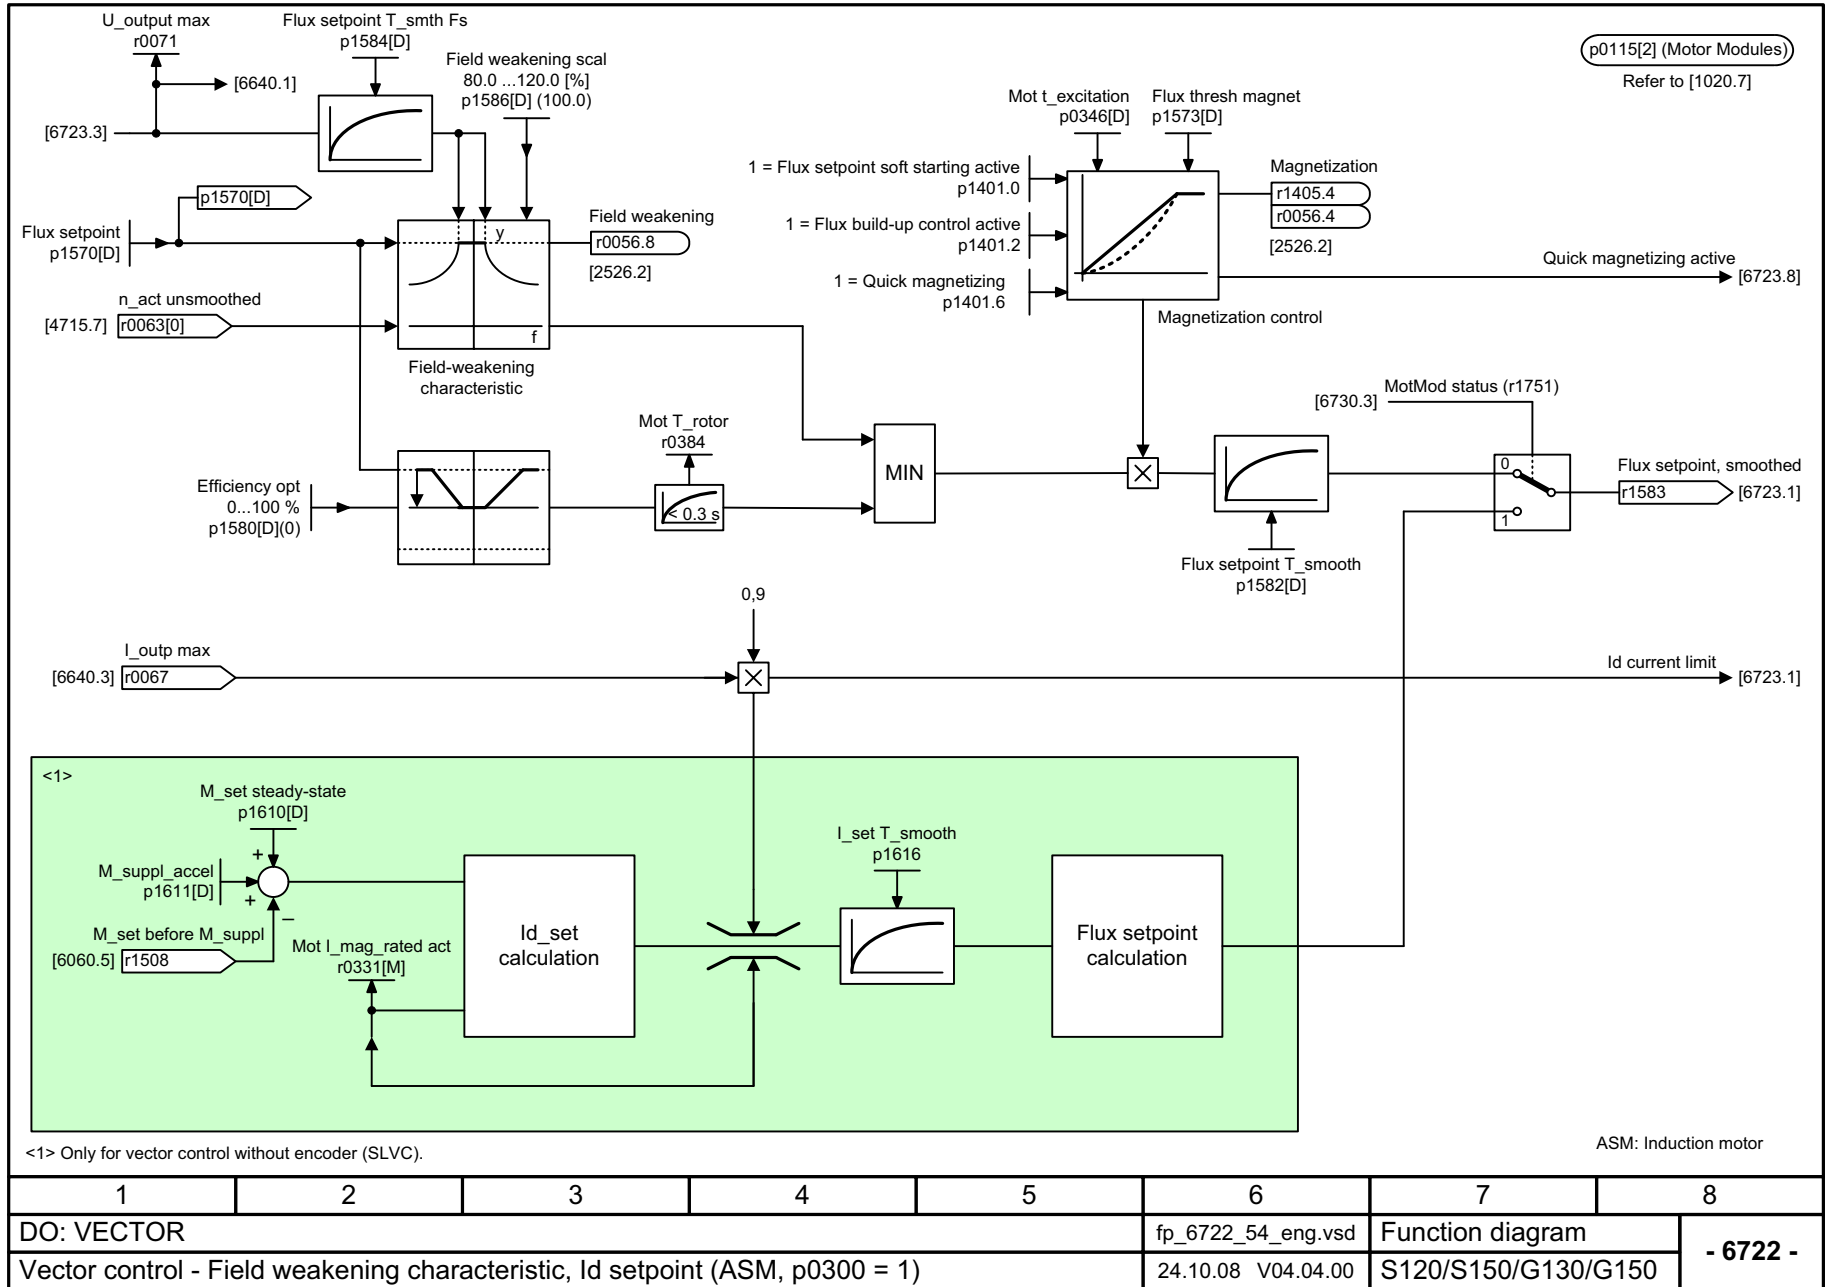 U_output max
r0071
[6640.1]
Flux setpoint T_smth Fs
p1584[D]
Field weakening scal
80.0 ...120.0 [%]
p1586[D] (100.0)
p0115[2] (Motor Modules)
Refer to [1020.7]
[6723.3]
Mot t_excitation
p0346[D]
Flux thresh magnet
p1573[D]
1 = Flux setpoint soft starting active
p1401.0
1 = Flux build-up control active
p1401.2
1 = Quick magnetizing
p1401.6
Magnetization
r1405.4
r0056.4
[2526.2]
Quick magnetizing active
[6723.8]
Magnetization control
p1570[D]
Flux setpoint
p1570[D]
y
f
Field weakening
r0056.8
[2526.2]
n_act unsmoothed
[4715.7]
r0063[0]
Field-weakening
characteristic
MotMod status (r1751)
[6730.3]
Mot T_rotor
r0384
< 0.3 s
MIN
Efficiency opt
0...100 %
p1580[D](0)
0
1
Flux setpoint, smoothed
r1583
[6723.1]
Flux setpoint T_smooth
p1582[D]
0,9
I_outp max
[6640.3]
r0067
Id current limit
[6723.1]
<1>
M_set steady-state
p1610[D]
+
M_suppl_accel
p1611[D]
+
–
M_set before M_suppl
[6060.5]
r1508
Mot I_mag_rated act
r0331[M]
Id_set
calculation
I_set T_smooth
p1616
Flux setpoint
calculation
<1> Only for vector control without encoder (SLVC).
ASM: Induction motor
1 2 3 4 5 6 7 8
DO: VECTOR
fp_6722_54_eng.vsd
Function diagram
- 6722 -
Vector control - Field weakening characteristic, Id setpoint (ASM, p0300 = 1)
24.10.08 V04.04.00
S120/S150/G130/G150